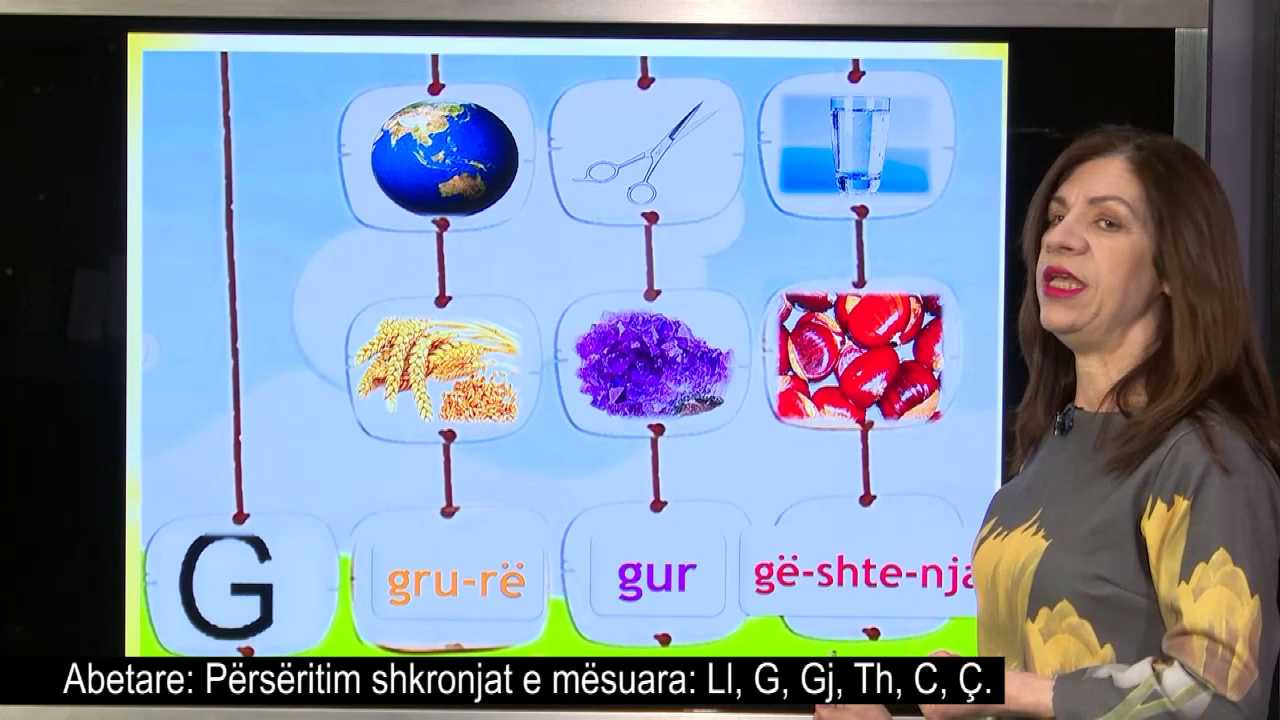 G
gru-rë
gur
gë-shte-nja
Abetare: Përsëritim shkronjat e mësuara: Ll, G, Gj, Th, C, Ç.